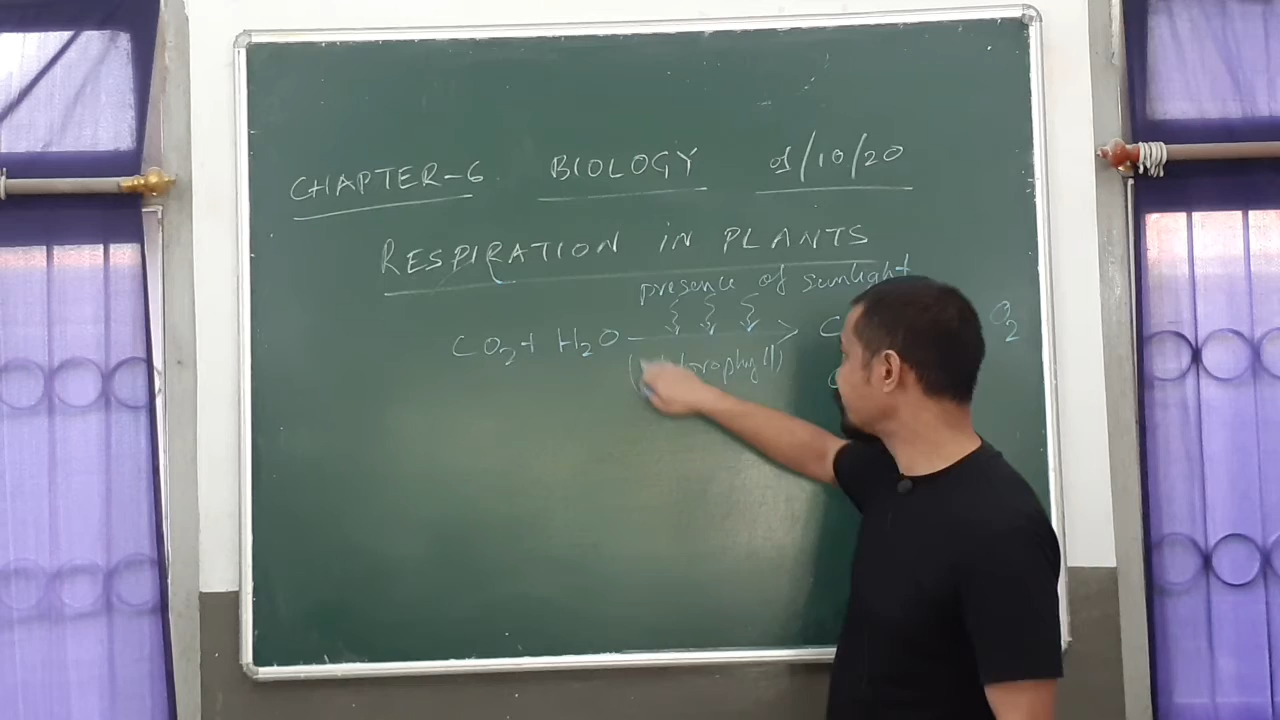 CHAPTER-6 BIOLOGY 01/10/20
RESPIRATION IN PLANTS
presence of sunlight
CO2+ H2O → C O2